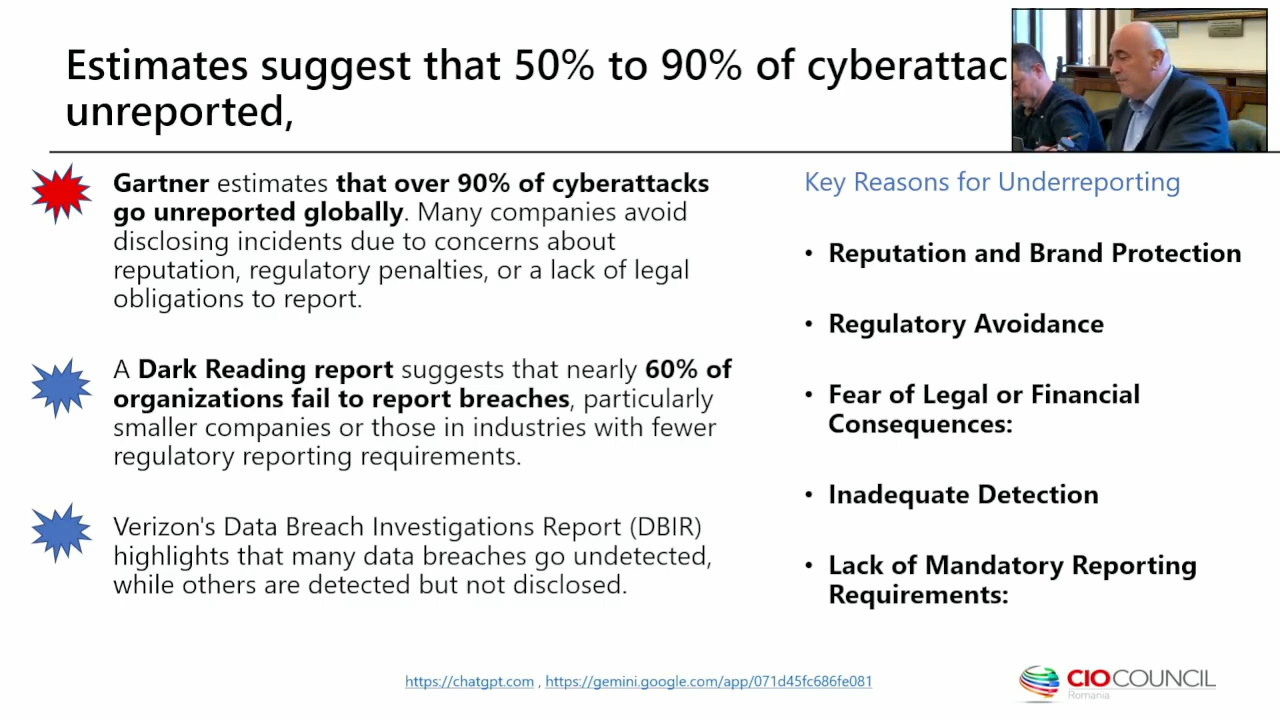 Estimates suggest that 50% to 90% of cyberattac
unreported,
Gartner estimates that over 90% of cyberattacks
go unreported globally. Many companies avoid
disclosing incidents due to concerns about
reputation, regulatory penalties, or a lack of legal
obligations to report.
A Dark Reading report suggests that nearly 60% of
organizations fail to report breaches, particularly
smaller companies or those in industries with fewer
regulatory reporting requirements.
Verizon's Data Breach Investigations Report (DBIR)
highlights that many data breaches go undetected,
while others are detected but not disclosed.
Key Reasons for Underreporting
• Reputation and Brand Protection
• Regulatory Avoidance
• Fear of Legal or Financial
Consequences:
• Inadequate Detection
• Lack of Mandatory Reporting
Requirements:
https://chatgpt.com , https://gemini.google.com/app/071d45fc686fe081
CIOCOUNCIL
Romania